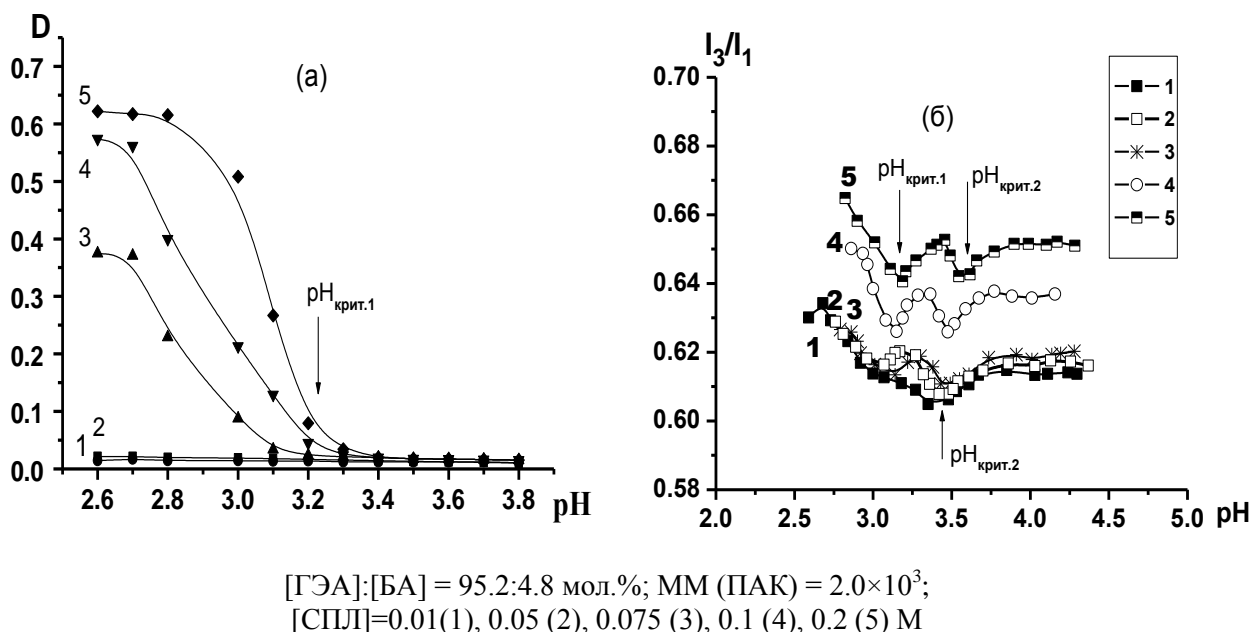 D
0.7
0.6
0.5
0.4
0.3
0.2
0.1
0.0
(а)
5
4
3
1 2
pHкрит.1
2.6 2.8 3.0 3.2 3.4 3.6 3.8
pH
I3/I1
0.70
0.68
0.66
0.64
0.62
0.60
0.58
(б)
1
2
3
4
5
pHкрит.1
pHкрит.2
5
4
2 3
1
pHкрит.2
2.0 2.5 3.0 3.5 4.0 4.5 5.0
pH
[ГЭА]:[БА] = 95.2:4.8 мол.%; ММ (ПАК) = 2.0×10³;
[СПЛ]=0.01(1), 0.05 (2), 0.075 (3), 0.1 (4), 0.2 (5) М